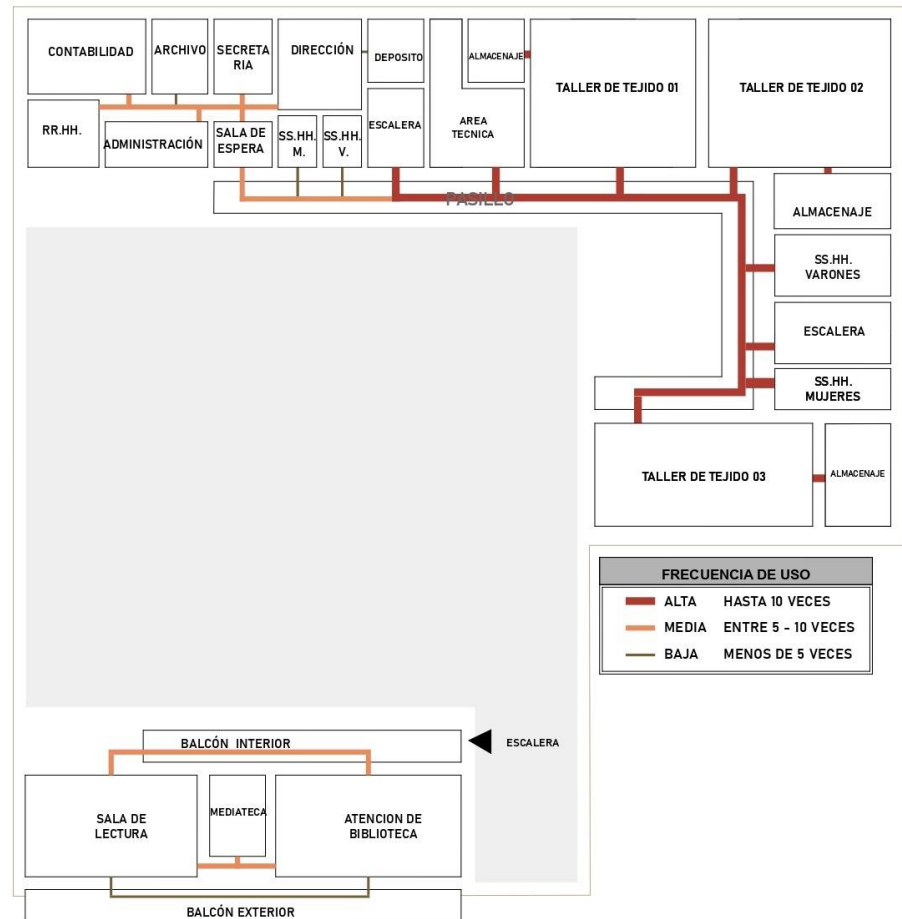 CONTABILIDAD
ARCHIVO
SECRETA
RIA
DIRECCIÓN
DEPOSITO
ALMACENAJE
TALLER DE TEJIDO 01
TALLER DE TEJIDO 02
RR.HH.
ADMINISTRACIÓN
SALA DE
ESPERA
SS.HH.
M.
SS.HH.
V.
ESCALERA
AREA
TECNICA
PASILLO
ALMACENAJE
SS.HH.
VARONES
ESCALERA
SS.HH.
MUJERES
TALLER DE TEJIDO 03
ALMACENAJE
FRECUENCIA DE USO
ALTA HASTA 10 VECES
MEDIA ENTRE 5 - 10 VECES
BAJA MENOS DE 5 VECES
BALCÓN INTERIOR
ESCALERA
SALA DE
LECTURA
MEDIATECA
ATENCION DE
BIBLIOTECA
BALCÓN EXTERIOR